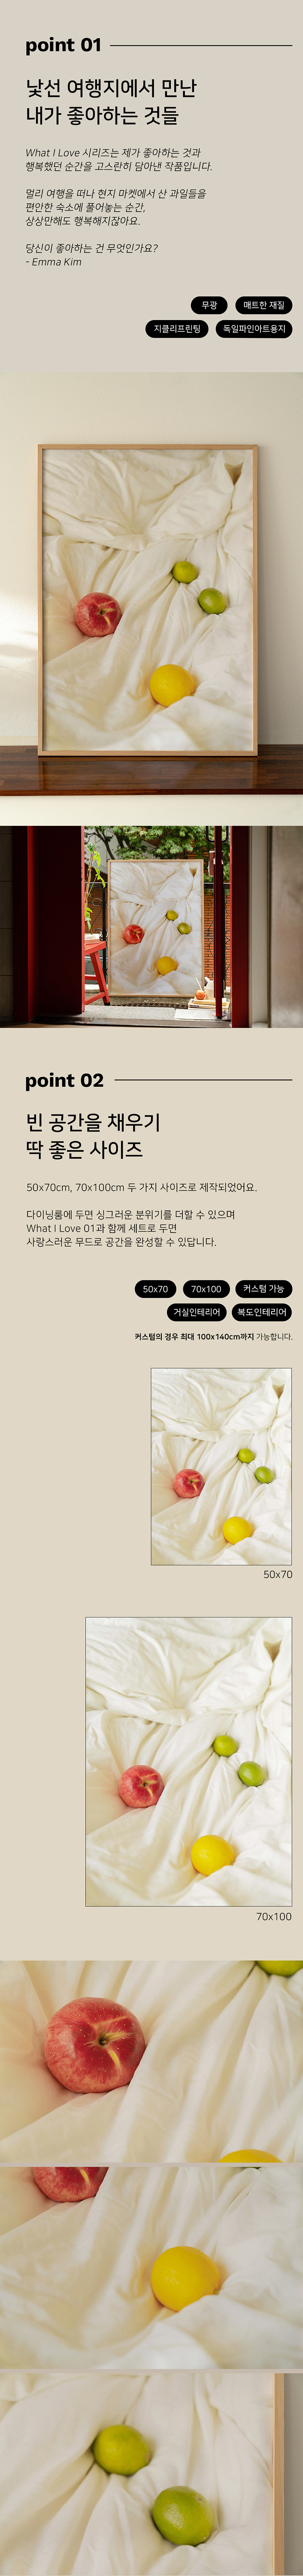 point 01
낯선 여행지에서 만난
내가 좋아하는 것들
What I Love 시리즈는 제가 좋아하는 것과
행복했던 순간을 고스란히 담아낸 작품입니다.
멀리 여행을 떠나 현지 마켓에서 산 과일들을
편안한 숙소에 풀어놓는 순간,
상상만해도 행복해지잖아요.
당신이 좋아하는 건 무엇인가요?
- Emma Kim
무광
매트한 재질
지클리프린팅
독일파인아트용지
point 02
빈 공간을 채우기
딱 좋은 사이즈
50x70cm, 70x100cm 두 가지 사이즈로 제작되었어요.
다이닝룸에 두면 싱그러운 분위기를 더할 수 있으며
What I Love 01과 함께 세트로 두면
사랑스러운 무드로 공간을 완성할 수 있답니다.
50x70
70x100
커스텀 가능
거실인테리어
복도인테리어
커스텀의 경우 최대 100x140cm까지 가능합니다.
50x70
70x100